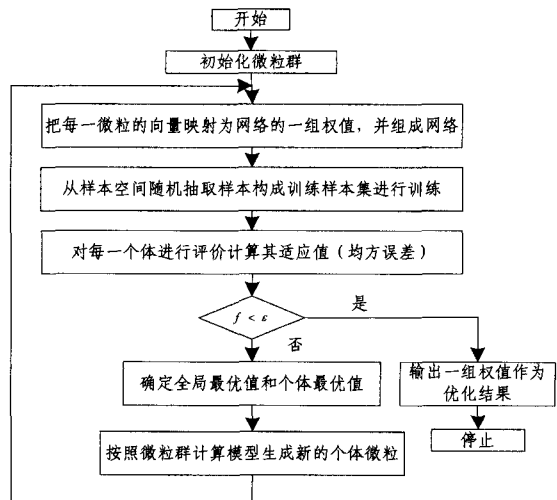 开始
初始化微粒群
把每一微粒的向量映射为网络的一组权值，并组成网络
从样本空间随机抽取样本构成训练样本集进行训练
对每一个体进行评价计算其适应值（均方误差）
f < ε
是
否
确定全局最优值和个体最优值
输出一组权值作为
优化结果
按照微粒群计算模型生成新的个体微粒
停止